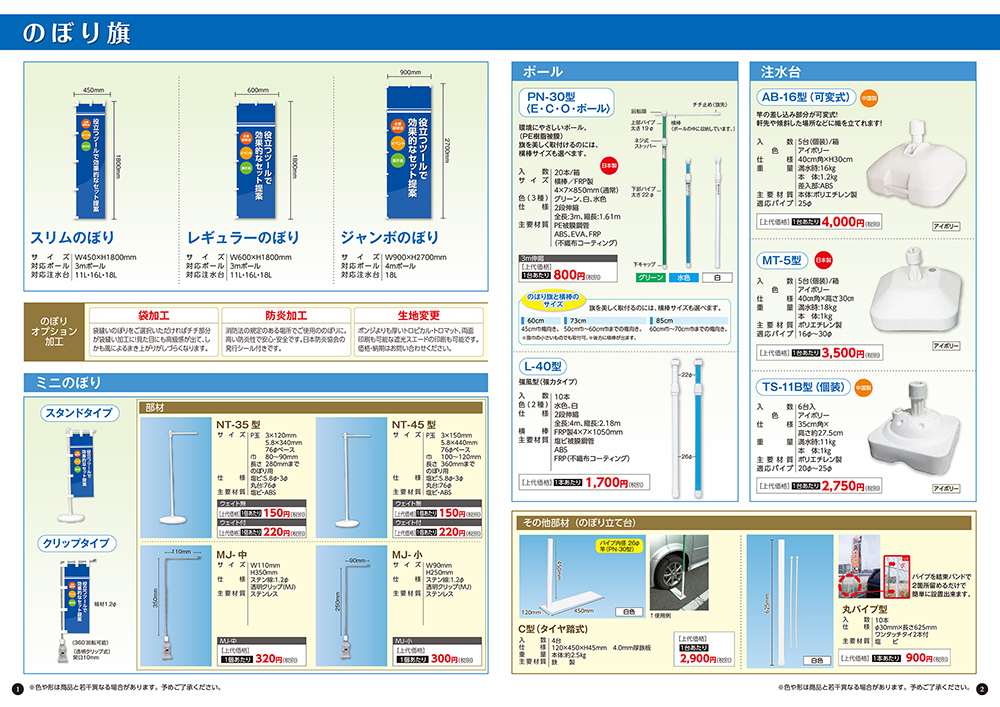 のぼり旗
450mm
1800mm
役立つツールで
効果的なセット提案
スリムのぼり
サイズ W450×H1800mm
対応ポール 3mポール
対応注水台 11L・16L・18L
600mm
1800mm
役立つツールで
効果的なセット提案
レギュラーのぼり
サイズ W600×H1800mm
対応ポール 3mポール
対応注水台 11L・16L・18L
900mm
2700mm
役立つツールで
効果的なセット提案
ジャンボのぼり
サイズ W900×H2700mm
対応ポール 4mポール
対応注水台 18L
のぼり
オプション
加工
袋加工
袋縫いのぼりをご選択いただければチチ部分
が袋縫い加工に見た目にも高級感が出て、し
かも風によるまき上がりがしづらくなります。
防炎加工
消防法の規定のある場所でご使用ののぼりに。
高い防炎性で安心・安全です。日本防炎協会の
発行シール付きです。
生地変更
ポンジよりも厚いトロピカル・トロマット、両面
印刷も可能な遮光スエードの印刷も可能です。
価格・納期はお問い合わせください。
ミニのぼり
スタンドタイプ
役立つツールで
効果的なセット提案
クリップタイプ
役立つツールで
効果的なセット提案
線材1.2φ
(360°回転可能)
(透明クリップ式)
開口10mm
部材
NT-35型
サイズ P玉 3×120mm
5.8×340mm
76φベース
巾 80〜90mm
長さ 280mmまで
のぼり用
仕様 塩ビ:5.8φ・3φ
丸台:76φ
主要材質 塩ビ・ABS
ウェイト無
[上代価格] 1個あたり 150円(税別)
ウェイト付
[上代価格] 1個あたり 220円(税別)
NT-45型
サイズ P玉 3×150mm
5.8×440mm
76φベース
巾 100〜120mm
長さ 360mmまで
のぼり用
仕様 塩ビ:5.8φ・3φ
丸台:76φ
主要材質 塩ビ・ABS
ウェイト無
[上代価格] 1個あたり 150円(税別)
ウェイト付
[上代価格] 1個あたり 220円(税別)
110mm
350mm
MJ-中
サイズ W110mm
H350mm
仕様 ステン線:1.2φ
透明クリップ(MJ)
主要材質 ステンレス
MJ-中
[上代価格]
1個あたり 320円(税別)
90mm
250mm
MJ-小
サイズ W90mm
H250mm
仕様 ステン線:1.2φ
透明クリップ(MJ)
主要材質 ステンレス
MJ-小
[上代価格]
1個あたり 300円(税別)
ポール
PN-30型
〈E・C・O・ポール〉
環境にやさしいポール。
(PE樹脂被膜)
旗を美しく取付けるのには、
横棒サイズも選べます。
日本製
入数 20本/箱
サイズ 横棒/FRP製
4×7×850mm(通常)
色(3種) グリーン、白、水色
仕様 2段伸縮
全長:3m、縮長:1.61m
主要材質 PE被膜鋼管
ABS、EVA、FRP
(不織布コーティング)
3m伸縮
[上代価格]
1本あたり 800円(税別)
回転部
チチ止め(旗先)
上部パイプ
太さ19φ
横棒
(ポールの中に収納しています。)
ネジ式
ストッパー
下部パイプ
太さ22φ
下キャップ
グリーン
水色
白
のぼり旗と横棒の
サイズ
旗を美しく取付けるのには、横棒サイズも選べます。
60cm
45cm巾幟向き。
73cm
50cm巾〜60cm巾までの幟向き。
85cm
60cm巾〜70cm巾までの幟向き。
※旗巾の小さいものでも取付可。※後方に横棒が出ます。
L-40型
強風型(強力タイプ)
入数 10本
色(2種) 水色、白
仕様 2段伸縮
全長:4m、縮長:2.18m
横棒 FRP製4×7×1050mm
主要材質 塩ビ被膜鋼管
ABS
FRP(不織布コーティング)
[上代価格] 1本あたり 1,700円(税別)
22φ
26φ
注水台
AB-16型(可変式)
中国製
竿の差し込み部分が可変式!
軒先や傾斜した場所などに幟を立てれます!
入数 5台(個装)/箱
色 アイボリー
仕様 40cm角×H30cm
重量 満水時:16kg
本体:1.2kg
差入部:ABS
主要材質 本体:ポリエチレン製
適応パイプ 25φ
[上代価格] 1台あたり 4,000円(税別)
アイボリー
MT-5型
日本製
入数 5台(個装)/箱
色 アイボリー
仕様 40cm角×高さ30cm
重量 満水時:18kg
本体:1kg
主要材質 ポリエチレン製
適応パイプ 16φ〜30φ
[上代価格] 1台あたり 3,500円(税別)
アイボリー
TS-11B型(個装)
中国製
入数 6台入
色 アイボリー
仕様 35cm角×
高さ約27.5cm
重量 満水時:11kg
本体:1kg
主要材質 ポリエチレン製
適応パイプ 20φ〜25φ
[上代価格] 1台あたり 2,750円(税別)
アイボリー
その他部材(のぼり立て台)
パイプ内径 26φ
竿(PN-30型)
450mm
120mm
450mm
白色
↑使用例
C型(タイヤ踏式)
入数 4台
仕様 120×450×H45mm 4.0mm厚鉄板
重量 本体:約2.5kg
主要材質 鉄製
[上代価格]
1台あたり
2,900円(税別)
625mm
白色
パイプを結束バンドで
2箇所留めるだけで
簡単に設置出来ます。
丸パイプ型
入数 10本
仕様 φ30mm×長さ625mm
ワンタッチタイ2本付
主要材質 塩ビ
[上代価格] 1本あたり 900円(税別)
1 ※色や形は商品と若干異なる場合があります。予めご了承ください。
※色や形は商品と若干異なる場合があります。予めご了承ください。 2